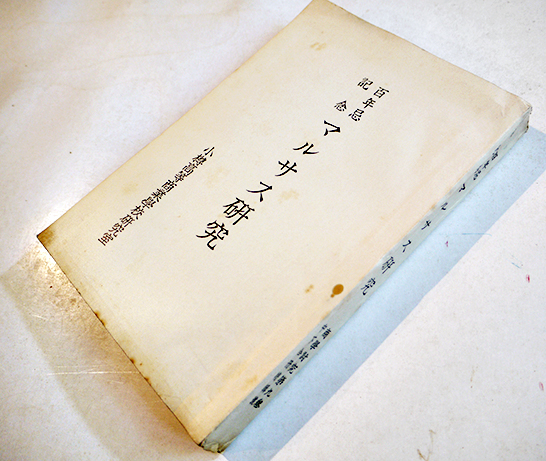 百年忌
記念
マルサス研究
小樽高等商業學校研究室
マルサス研究